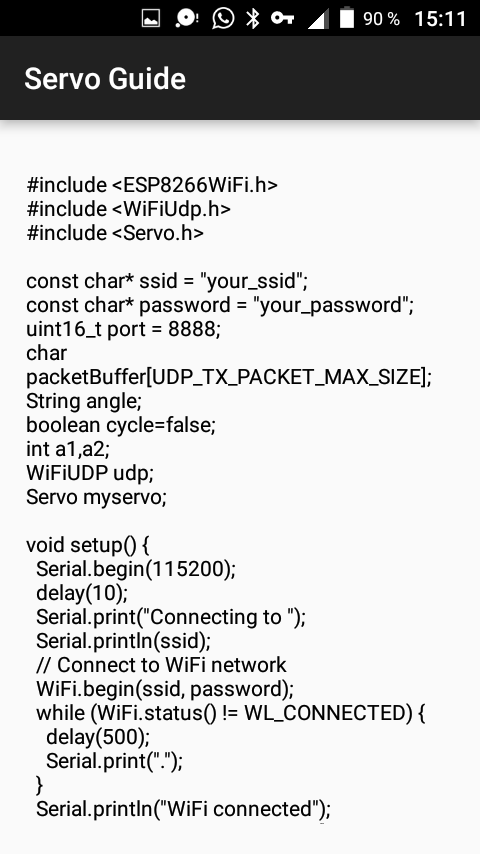 90 % 15:11
Servo Guide
#include <ESP8266WiFi.h>
#include <WiFiUdp.h>
#include <Servo.h>
const char* ssid = "your_ssid";
const char* password = "your_password";
uint16_t port = 8888;
char
packetBuffer[UDP_TX_PACKET_MAX_SIZE];
String angle;
boolean cycle=false;
int a1,a2;
WiFiUDP udp;
Servo myservo;
void setup() {
  Serial.begin(115200);
  delay(10);
  Serial.print("Connecting to ");
  Serial.println(ssid);
  // Connect to WiFi network
  WiFi.begin(ssid, password);
  while (WiFi.status() != WL_CONNECTED) {
    delay(500);
    Serial.print(".");
  }
  Serial.println("WiFi connected");